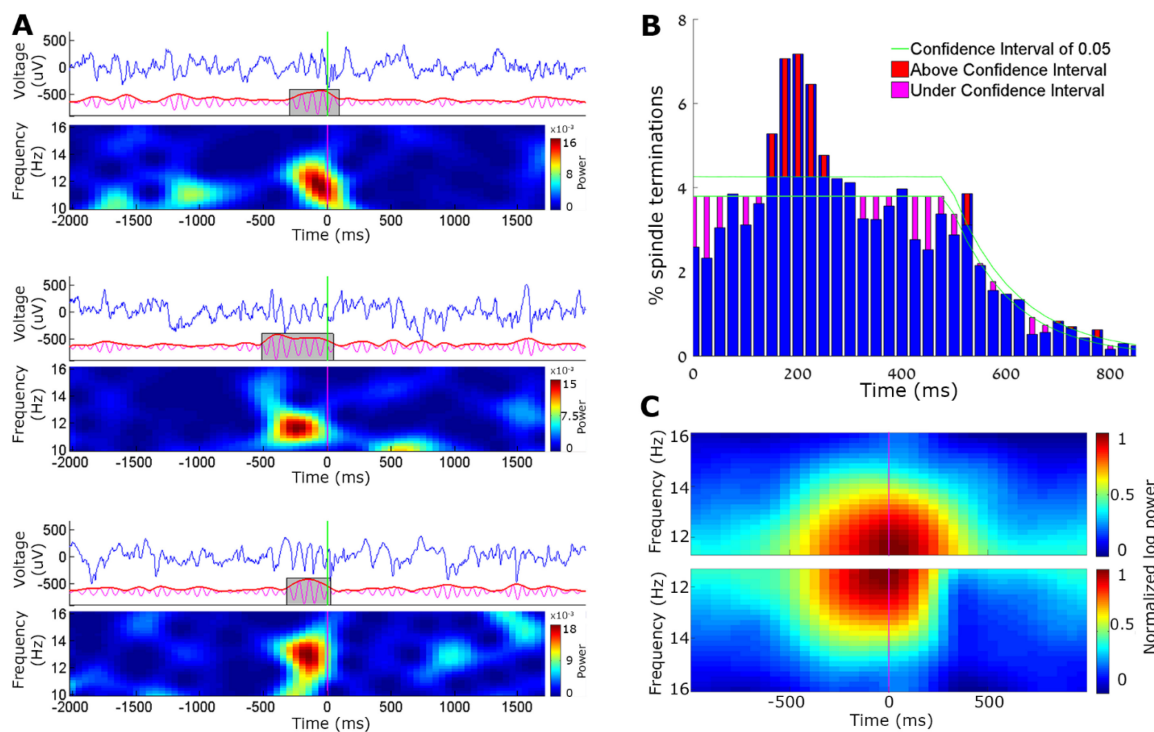 A
Voltage (uV)
500
0
-500
Frequency (Hz)
16
14
12
10
x10⁻³
16
8
0
Power
-2000 -1500 -1000 -500 0 500 1000 1500
Time (ms)
Voltage (uV)
500
0
-500
Frequency (Hz)
16
14
12
10
x10⁻³
15
7.5
0
Power
-2000 -1500 -1000 -500 0 500 1000 1500
Time (ms)
Voltage (uV)
500
0
-500
Frequency (Hz)
16
14
12
10
x10⁻³
18
9
0
Power
-2000 -1500 -1000 -500 0 500 1000 1500
Time (ms)
B
% spindle terminations
8
6
4
2
0
Confidence Interval of 0.05
Above Confidence Interval
Under Confidence Interval
0 200 400 600 800
Time (ms)
C
Frequency (Hz)
16
14
12
1
0.5
0
Frequency (Hz)
12
14
16
1
0.5
0
Normalized log power
-500 0 500
Time (ms)